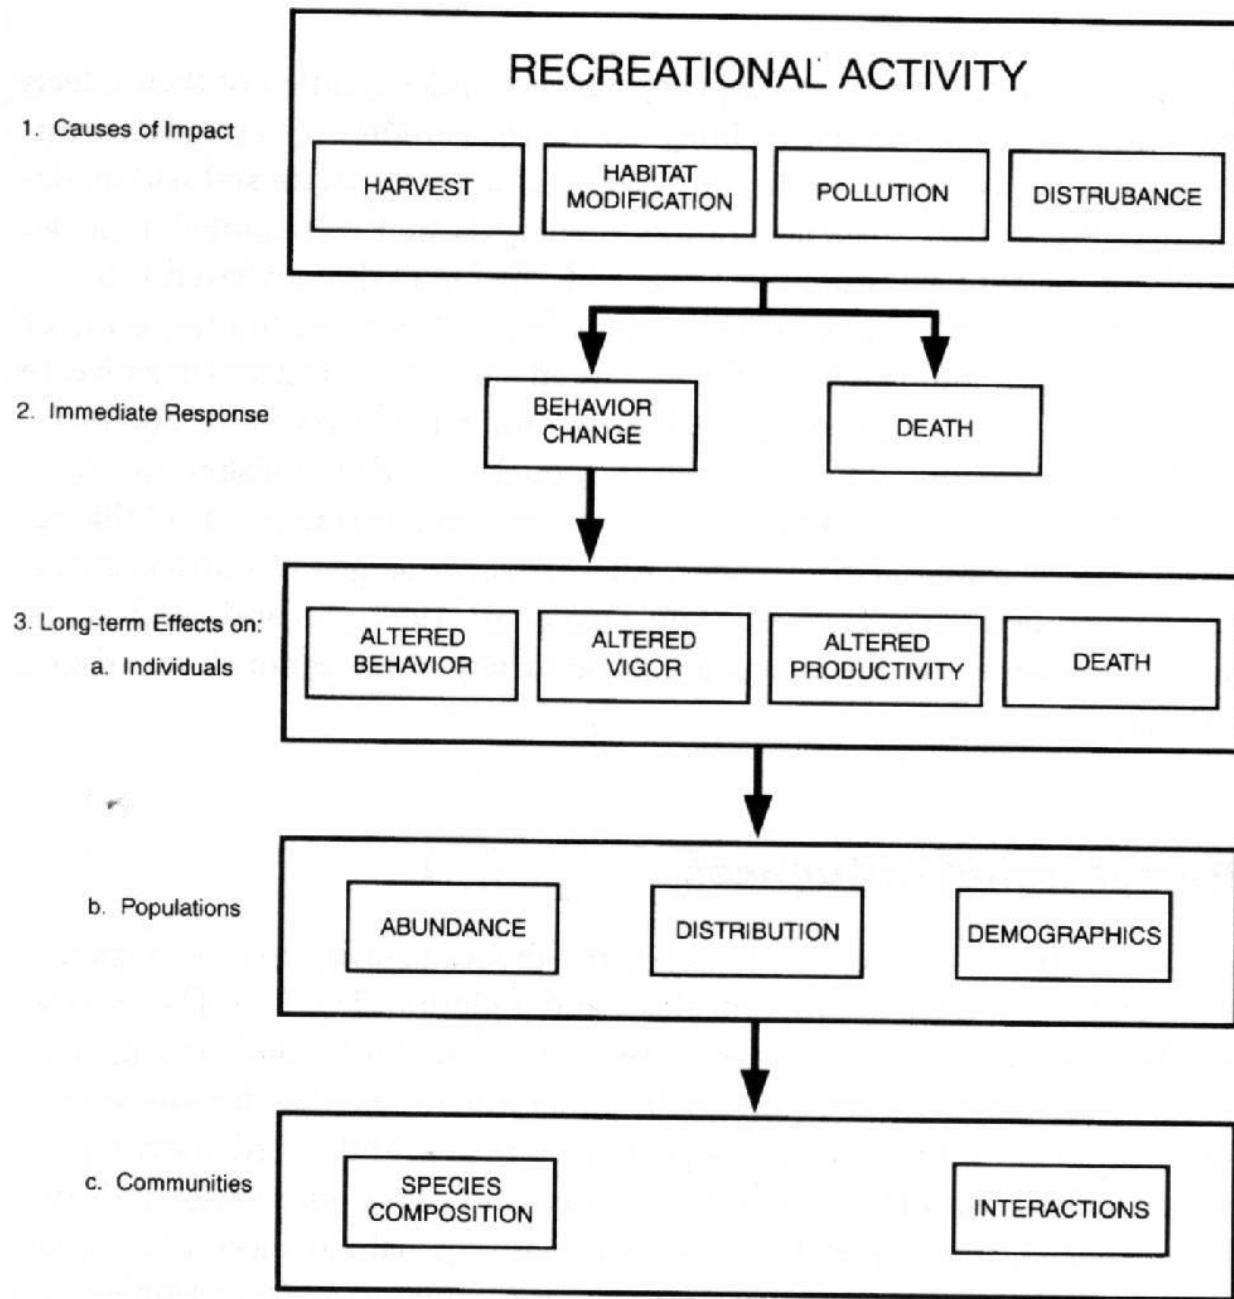 RECREATIONAL ACTIVITY
1. Causes of Impact
HARVEST
HABITAT
MODIFICATION
POLLUTION
DISTRUBANCE
2. Immediate Response
BEHAVIOR
CHANGE
DEATH
3. Long-term Effects on:
a. Individuals
ALTERED
BEHAVIOR
ALTERED
VIGOR
ALTERED
PRODUCTIVITY
DEATH
b. Populations
ABUNDANCE
DISTRIBUTION
DEMOGRAPHICS
c. Communities
SPECIES
COMPOSITION
INTERACTIONS